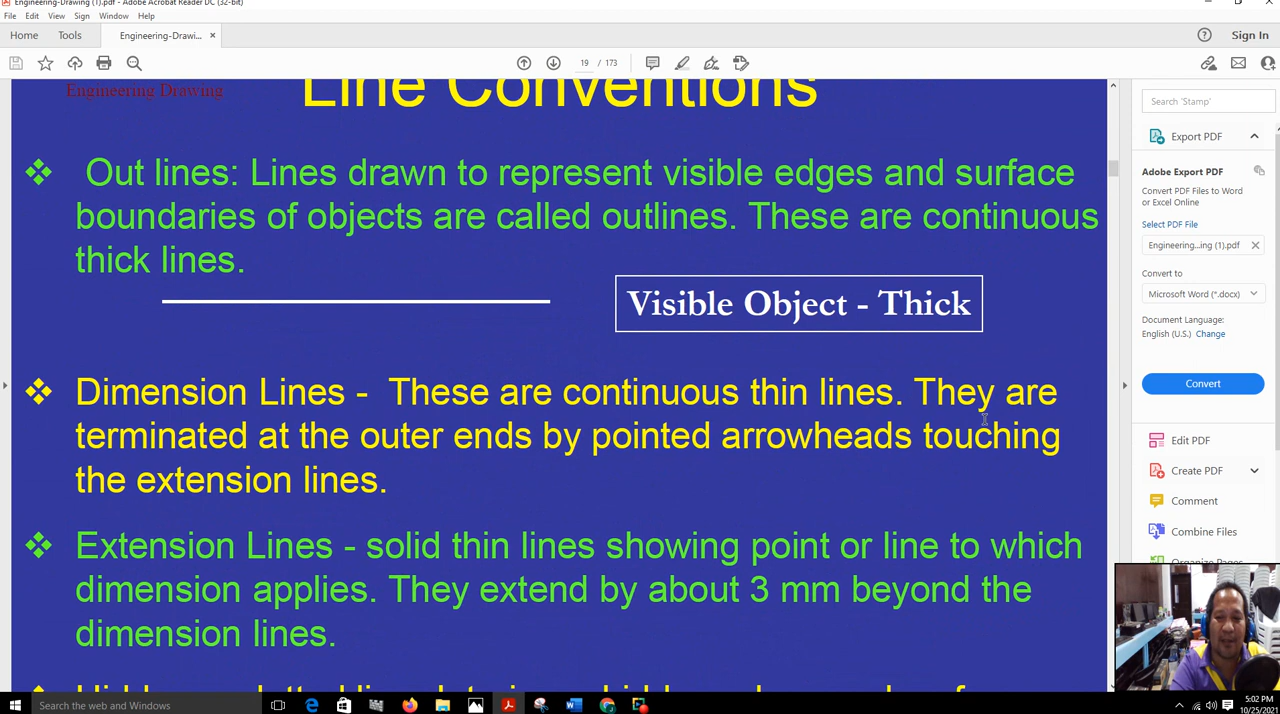 Engineering-Drawing (1).pdf - Adobe Acrobat Reader DC (32-bit)
File Edit View Sign Window Help
Home Tools Engineering-Drawi... × Sign In
19 / 173
Engineering Drawing
Line Conventions
Out lines: Lines drawn to represent visible edges and surface
boundaries of objects are called outlines. These are continuous
thick lines.
Visible Object - Thick
Dimension Lines - These are continuous thin lines. They are
terminated at the outer ends by pointed arrowheads touching
the extension lines.
Extension Lines - solid thin lines showing point or line to which
dimension applies. They extend by about 3 mm beyond the
dimension lines.
Search 'Stamp'
Export PDF
Adobe Export PDF
Convert PDF Files to Word
or Excel Online
Select PDF File
Engineering...ing (1).pdf ×
Convert to
Microsoft Word (*.docx)
Document Language:
English (U.S.) Change
Convert
Edit PDF
Create PDF
Comment
Combine Files
Organize Pages
Search the web and Windows
5:02 PM
10/25/2021